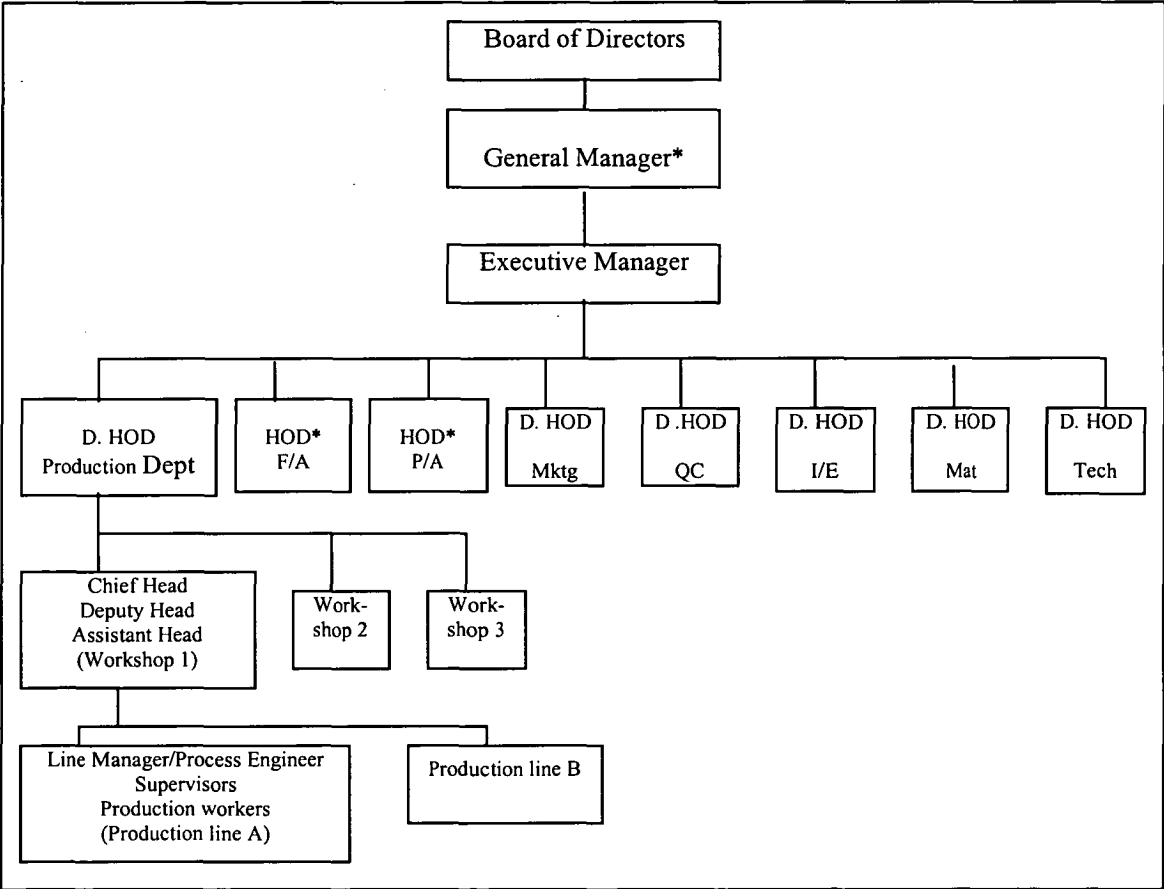 Board of Directors
General Manager*
Executive Manager
D. HOD
Production Dept
HOD*
F/A
HOD*
P/A
D. HOD
Mktg
D .HOD
QC
D. HOD
I/E
D. HOD
Mat
D. HOD
Tech
Chief Head
Deputy Head
Assistant Head
(Workshop 1)
Work-
shop 2
Work-
shop 3
Line Manager/Process Engineer
Supervisors
Production workers
(Production line A)
Production line B